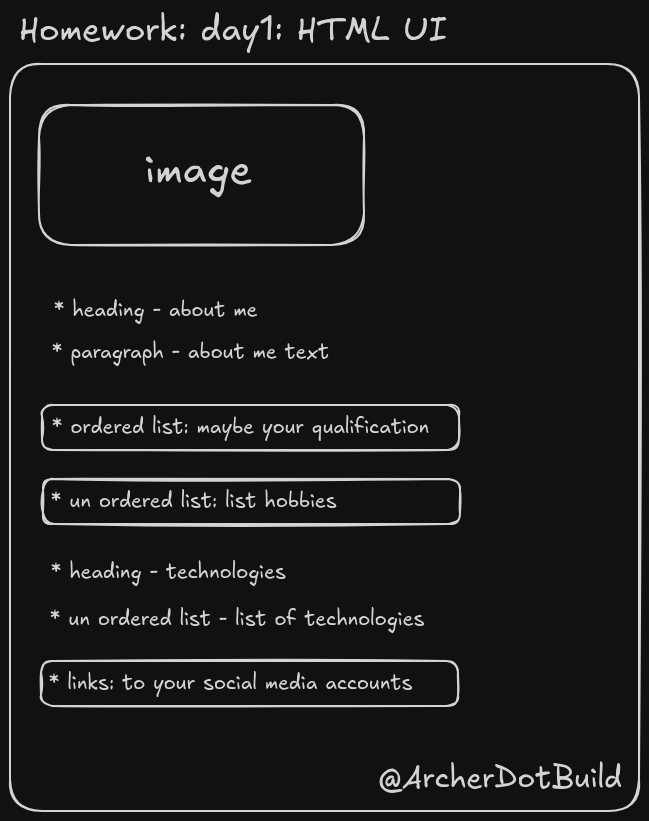 Homework: day1: HTML UI
image
* heading - about me
* paragraph - about me text
* ordered list: maybe your qualification
* un ordered list: list hobbies
* heading - technologies
* un ordered list - list of technologies
* links: to your social media accounts
@ArcherDotBuild